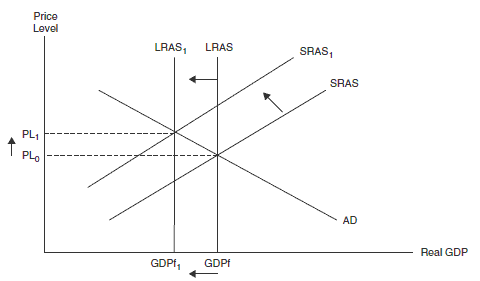 Price
Level
LRAS₁
LRAS
SRAS₁
SRAS
PL₁
PL₀
AD
Real GDP
GDPf₁
GDPf